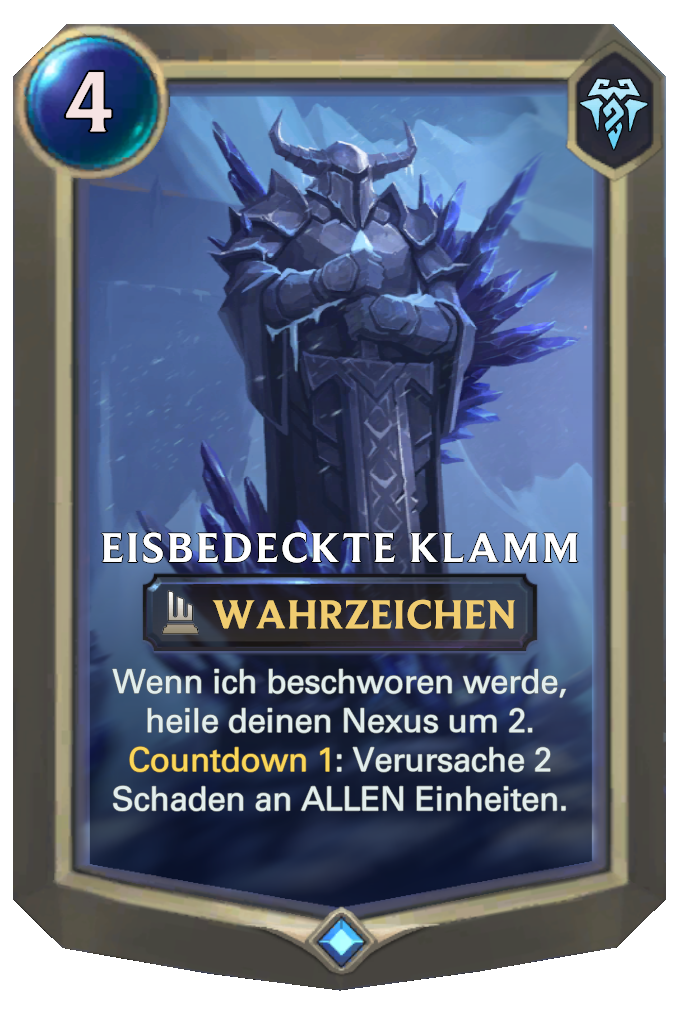 4
EISBEDECKTE KLAMM
WAHRZEICHEN
Wenn ich beschworen werde,
heile deinen Nexus um 2.
Countdown 1: Verursache 2
Schaden an ALLEN Einheiten.